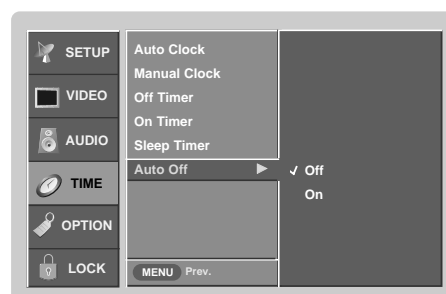 SETUP
VIDEO
AUDIO
TIME
OPTION
LOCK
Auto Clock
Manual Clock
Off Timer
On Timer
Sleep Timer
Auto Off
Off
On
MENU Prev.